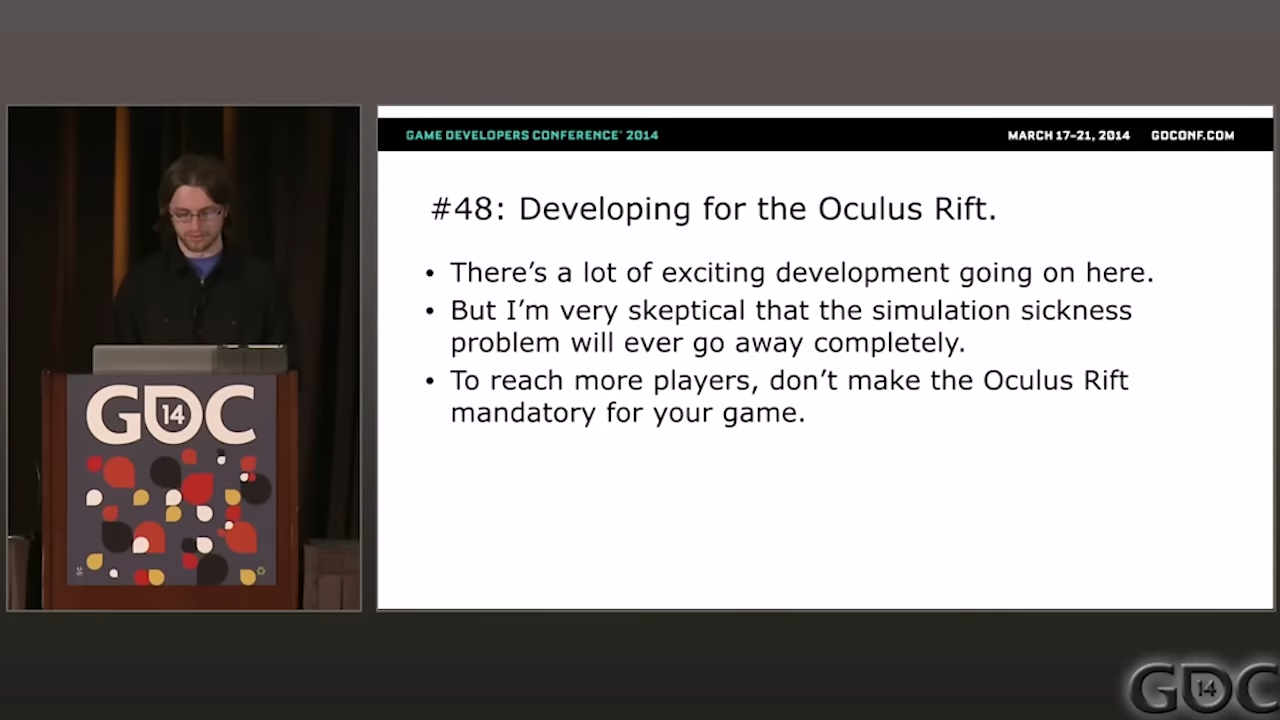 GAME DEVELOPERS CONFERENCE® 2014
MARCH 17–21, 2014 GDCONF.COM
#48: Developing for the Oculus Rift.
• There’s a lot of exciting development going on here.
• But I’m very skeptical that the simulation sickness
problem will ever go away completely.
• To reach more players, don’t make the Oculus Rift
mandatory for your game.
GDC
14
GDC
14